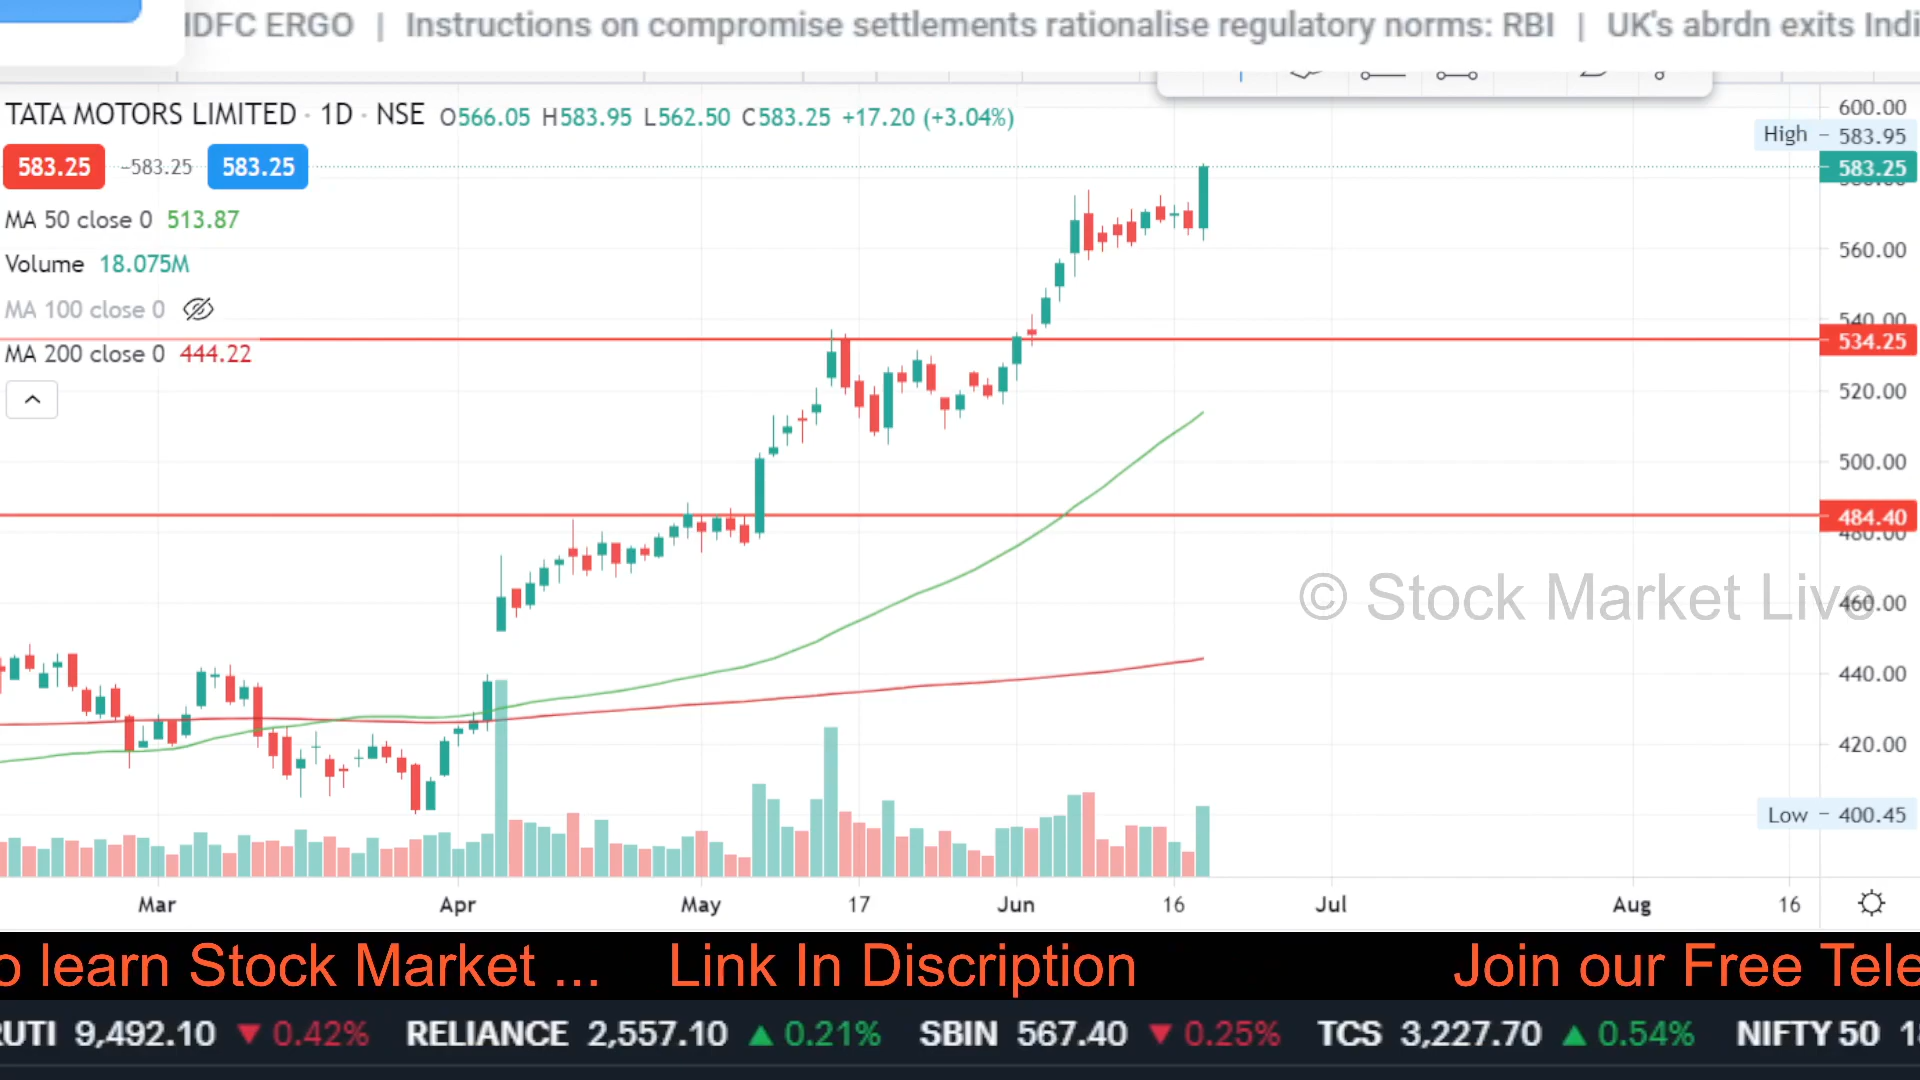 IDFC ERGO | Instructions on compromise settlements rationalise regulatory norms: RBI | UK's abrdn exits Indi
TATA MOTORS LIMITED · 1D · NSE O566.05 H583.95 L562.50 C583.25 +17.20 (+3.04%)
583.25 −583.25 583.25
MA 50 close 0 513.87
Volume 18.075M
MA 100 close 0
MA 200 close 0 444.22
600.00
High 583.95
583.25
560.00
540.00
534.25
520.00
500.00
484.40
480.00
© Stock Market Live
460.00
440.00
420.00
Low 400.45
Mar Apr May 17 Jun 16 Jul Aug 16
o learn Stock Market ... Link In Discription Join our Free Tele
RUTI 9,492.10 ▼ 0.42% RELIANCE 2,557.10 ▲ 0.21% SBIN 567.40 ▼ 0.25% TCS 3,227.70 ▲ 0.54% NIFTY 50 18